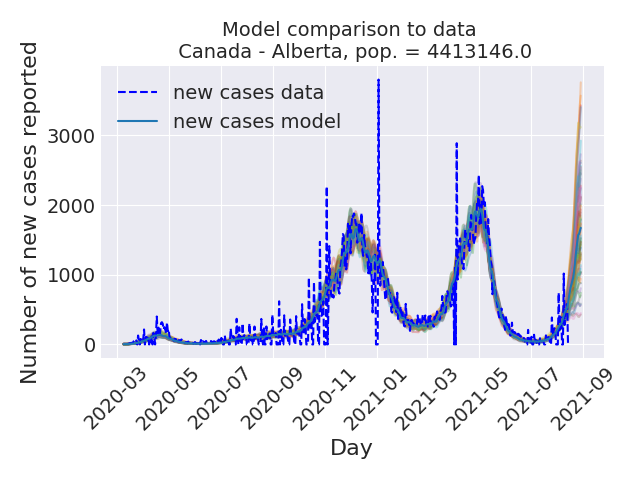 Model comparison to data
Canada - Alberta, pop. = 4413146.0
Number of new cases reported
new cases data
new cases model
3000
2000
1000
0
2020-03
2020-05
2020-07
2020-09
2020-11
2021-01
2021-03
2021-05
2021-07
2021-09
Day